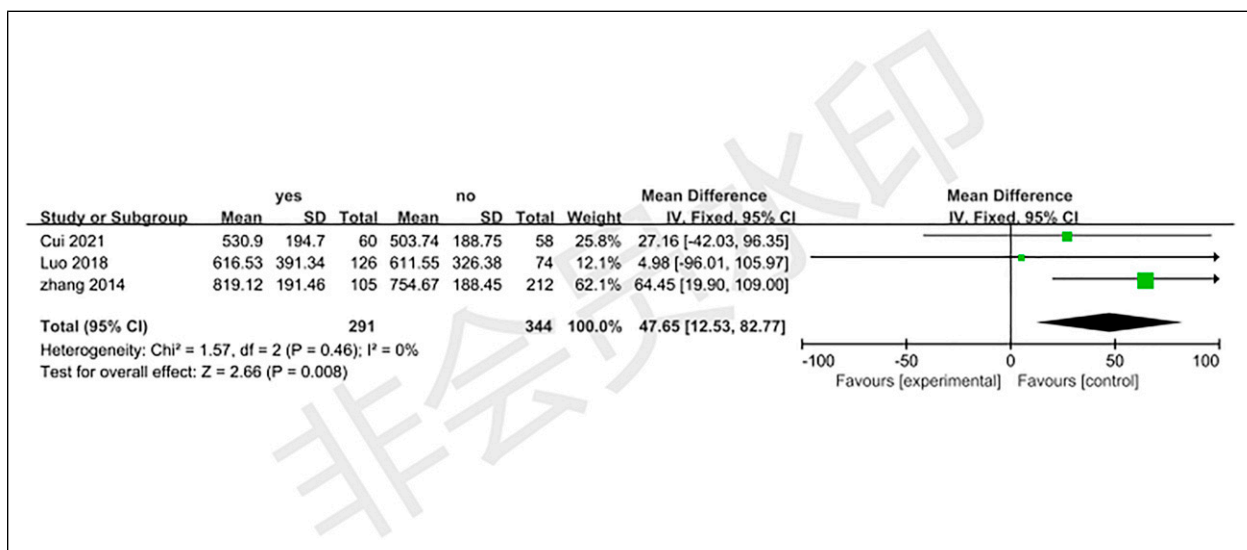 yes no Mean Difference Mean Difference
Study or Subgroup Mean SD Total Mean SD Total Weight IV, Fixed, 95% CI IV, Fixed, 95% CI
Cui 2021 530.9 194.7 60 503.74 188.75 58 25.8% 27.16 [-42.03, 96.35]
Luo 2018 616.53 391.34 126 611.55 326.38 74 12.1% 4.98 [-96.01, 105.97]
zhang 2014 819.12 191.46 105 754.67 188.45 212 62.1% 64.45 [19.90, 109.00]
Total (95% CI) 291 344 100.0% 47.65 [12.53, 82.77]
Heterogeneity: Chi² = 1.57, df = 2 (P = 0.46); I² = 0%
Test for overall effect: Z = 2.66 (P = 0.008)
-100 -50 0 50 100
Favours [experimental] Favours [control]
非会员水印